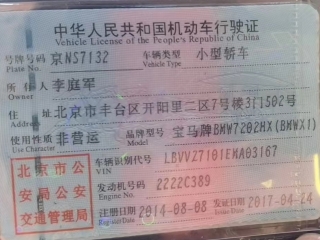 中华人民共和国机动车行驶证
Vehicle License of the People's Republic of China
号牌号码 京NS7132 车辆类型 小型轿车
Plate No. Vehicle Type
所有人 李庭军
Owner
住址 北京市丰台区开阳里二区7号楼3门502号
Address
使用性质 非营运 品牌型号 宝马牌BMW7202HX(BMWX1)
Use Character Model
北京市公安局公安交通管理局
车辆识别代号 LBVVZ7101EMA03167
VIN
发动机号码 2222C389
Engine No.
注册日期 2014-08-08 发证日期 2017-04-24
Register Date Issue Date